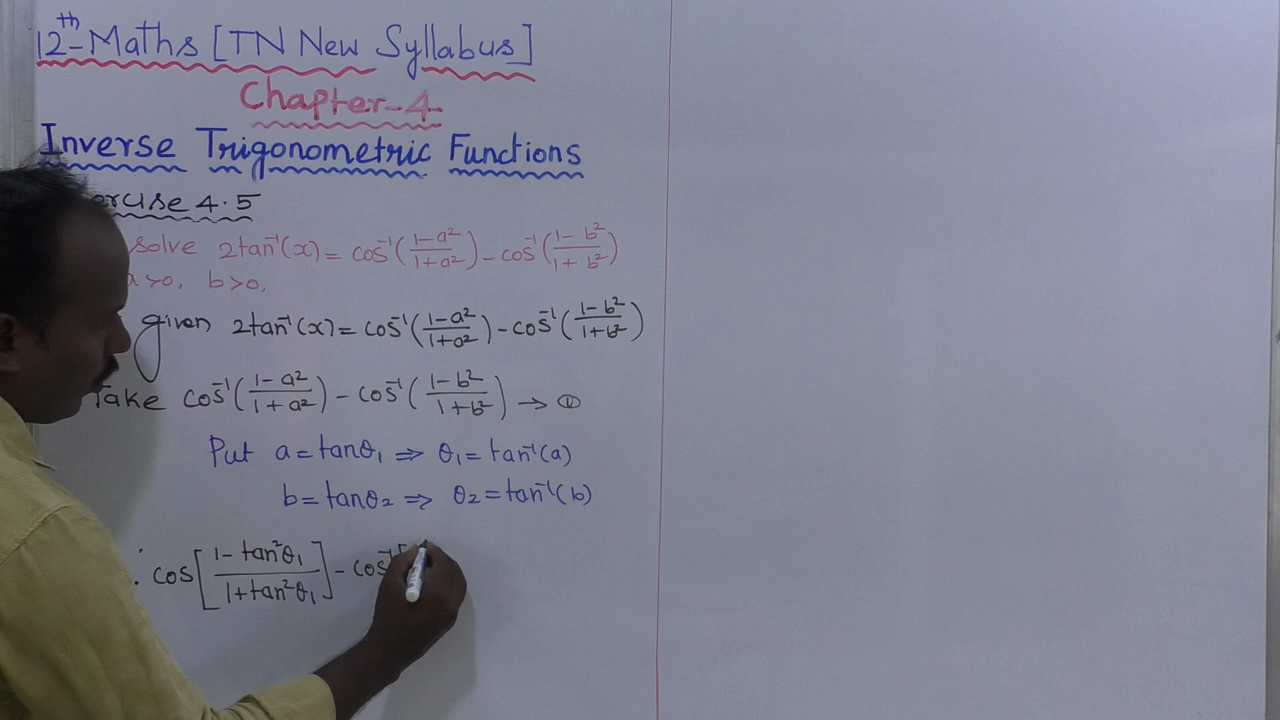 12th-Maths [TN New Syllabus]
Chapter-4
Inverse Trigonometric Functions
4.5
solve 2tan⁻¹(x) = cos⁻¹((1-a²)/(1+a²)) - cos⁻¹((1-b²)/(1+b²))
>0, b>0,
given 2tan⁻¹(x) = cos⁻¹((1-a²)/(1+a²)) - cos⁻¹((1-b²)/(1+b²))
Take cos⁻¹((1-a²)/(1+a²)) - cos⁻¹((1-b²)/(1+b²)) → ①
Put a = tanθ₁ ⇒ θ₁ = tan⁻¹(a)
b = tanθ₂ ⇒ θ₂ = tan⁻¹(b)
∴ cos[(1-tan²θ₁)/(1+tan²θ₁)] - cos⁻¹[